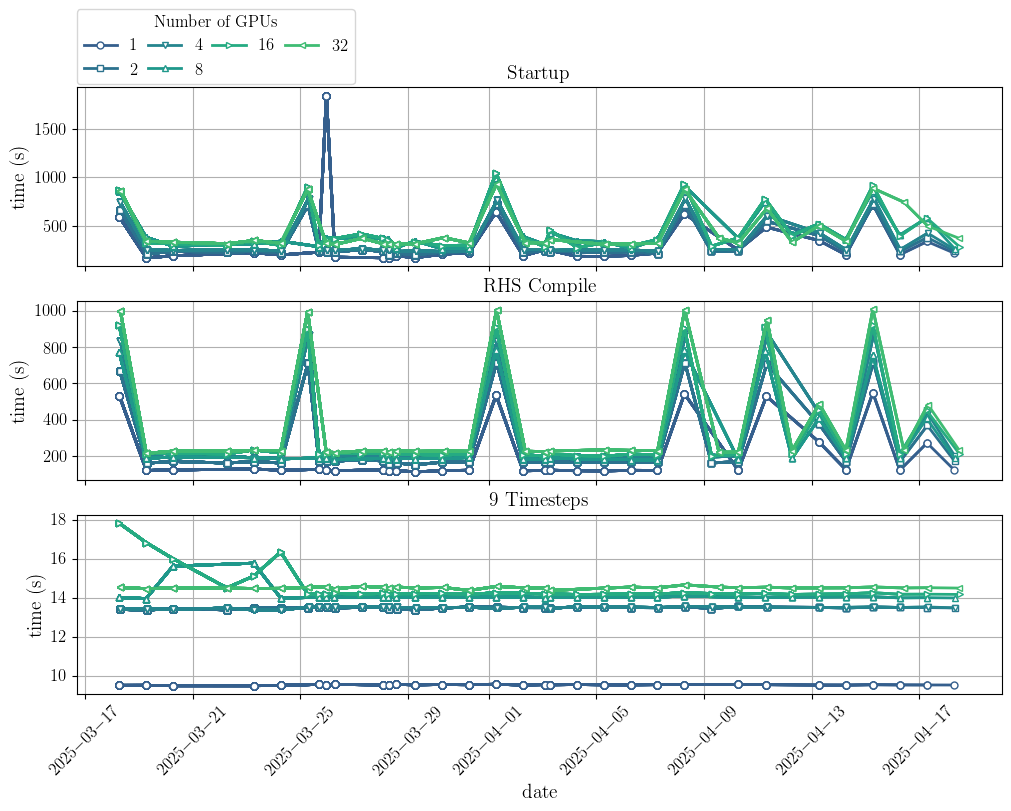 Number of GPUs
1 4 16 32
2 8
Startup
1500
1000
500
time (s)
RHS Compile
1000
800
600
400
200
time (s)
9 Timesteps
18
16
14
12
10
time (s)
2025−03−17 2025−03−21 2025−03−25 2025−03−29 2025−04−01 2025−04−05 2025−04−09 2025−04−13 2025−04−17
date